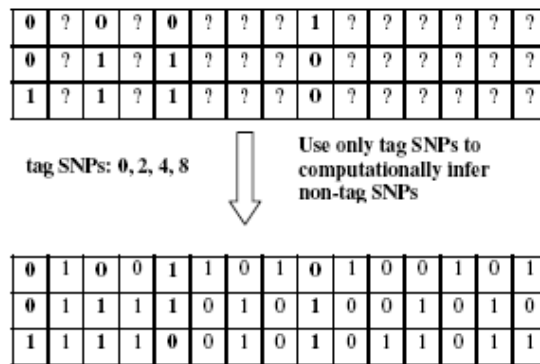 0 ? 0 ? 0 ? ? ? 1 ? ? ? ? ? ?
0 ? 1 ? 1 ? ? ? 0 ? ? ? ? ? ?
1 ? 1 ? 1 ? ? ? 0 ? ? ? ? ? ?
tag SNPs: 0, 2, 4, 8
Use only tag SNPs to
computationally infer
non-tag SNPs
0 1 0 0 1 1 0 1 0 1 0 0 1 0 1
0 1 1 1 1 0 1 0 1 0 0 1 0 1 0
1 1 1 1 0 0 1 0 1 0 1 1 0 1 1